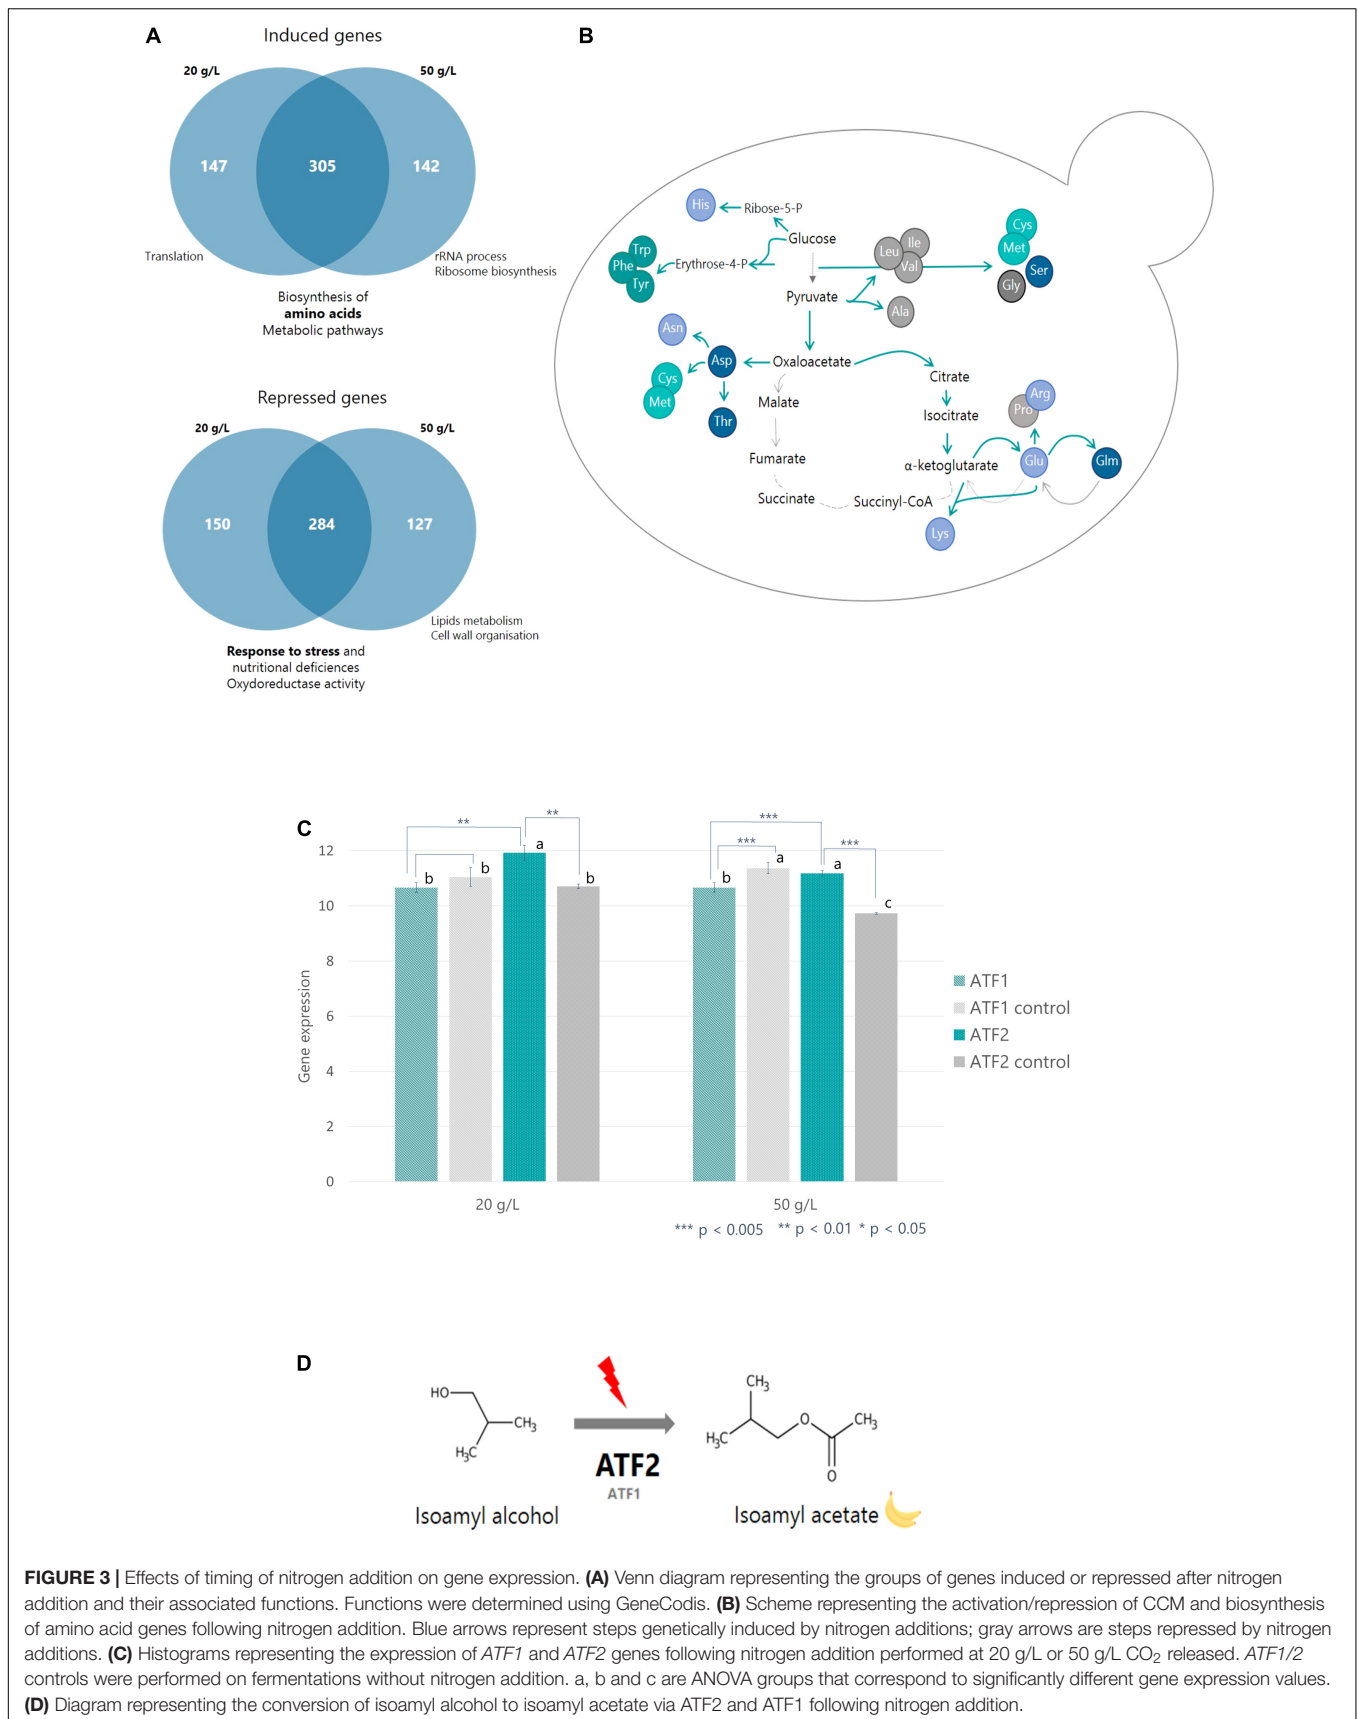 A
Induced genes
20 g/L
50 g/L
147
305
142
Translation
rRNA process
Ribosome biosynthesis
Biosynthesis of
amino acids
Metabolic pathways
Repressed genes
20 g/L
50 g/L
150
284
127
Lipids metabolism
Cell wall organisation
Response to stress and
nutritional deficiences
Oxydoreductase activity
B
His
Ribose-5-P
Glucose
Trp
Phe
Tyr
Erythrose-4-P
Leu
Ile
Val
Cys
Met
Ser
Gly
Pyruvate
Ala
Asn
Asp
Oxaloacetate
Cys
Met
Thr
Malate
Citrate
Isocitrate
Arg
Pro
Fumarate
α-ketoglutarate
Glu
Glm
Succinate
Succinyl-CoA
Lys
C
Gene expression
12
10
8
6
4
2
0
**
**
b
b
a
b
***
***
***
b
a
a
c
20 g/L
50 g/L
*** p < 0.005 ** p < 0.01 * p < 0.05
ATF1
ATF1 control
ATF2
ATF2 control
D
HO
CH3
H3C
Isoamyl alcohol
ATF2
ATF1
CH3
H3C
O
CH3
O
Isoamyl acetate
FIGURE 3 | Effects of timing of nitrogen addition on gene expression. (A) Venn diagram representing the groups of genes induced or repressed after nitrogen
addition and their associated functions. Functions were determined using GeneCodis. (B) Scheme representing the activation/repression of CCM and biosynthesis
of amino acid genes following nitrogen addition. Blue arrows represent steps genetically induced by nitrogen additions; gray arrows are steps repressed by nitrogen
additions. (C) Histograms representing the expression of ATF1 and ATF2 genes following nitrogen addition performed at 20 g/L or 50 g/L CO2 released. ATF1/2
controls were performed on fermentations without nitrogen addition. a, b and c are ANOVA groups that correspond to significantly different gene expression values.
(D) Diagram representing the conversion of isoamyl alcohol to isoamyl acetate via ATF2 and ATF1 following nitrogen addition.